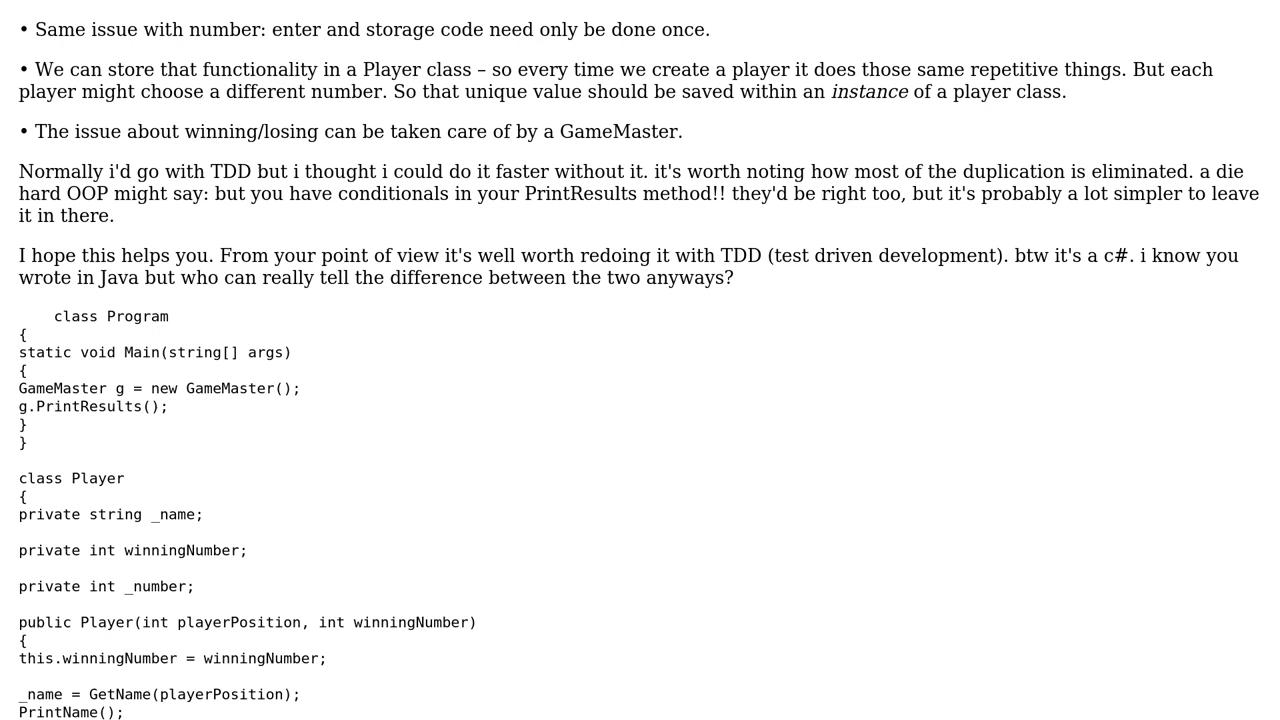 • Same issue with number: enter and storage code need only be done once.
• We can store that functionality in a Player class – so every time we create a player it does those same repetitive things. But each
player might choose a different number. So that unique value should be saved within an instance of a player class.
• The issue about winning/losing can be taken care of by a GameMaster.
Normally i'd go with TDD but i thought i could do it faster without it. it's worth noting how most of the duplication is eliminated. a die
hard OOP might say: but you have conditionals in your PrintResults method!! they'd be right too, but it's probably a lot simpler to leave
it in there.
I hope this helps you. From your point of view it's well worth redoing it with TDD (test driven development). btw it's a c#. i know you
wrote in Java but who can really tell the difference between the two anyways?
    class Program
{
static void Main(string[] args)
{
GameMaster g = new GameMaster();
g.PrintResults();
}
}
class Player
{
private string _name;
private int winningNumber;
private int _number;
public Player(int playerPosition, int winningNumber)
{
this.winningNumber = winningNumber;
_name = GetName(playerPosition);
PrintName();